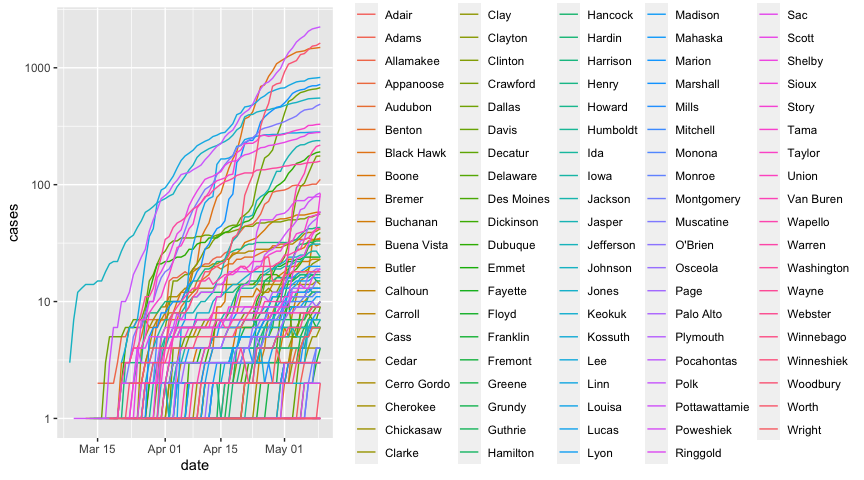 1000
100
10
1
cases
Mar 15
Apr 01
Apr 15
May 01
date
Adair
Adams
Allamakee
Appanoose
Audubon
Benton
Black Hawk
Boone
Bremer
Buchanan
Buena Vista
Butler
Calhoun
Carroll
Cass
Cedar
Cerro Gordo
Cherokee
Chickasaw
Clarke
Clay
Clayton
Clinton
Crawford
Dallas
Davis
Decatur
Delaware
Des Moines
Dickinson
Dubuque
Emmet
Fayette
Floyd
Franklin
Fremont
Greene
Grundy
Guthrie
Hamilton
Hancock
Hardin
Harrison
Henry
Howard
Humboldt
Ida
Iowa
Jackson
Jasper
Jefferson
Johnson
Jones
Keokuk
Kossuth
Lee
Linn
Louisa
Lucas
Lyon
Madison
Mahaska
Marion
Marshall
Mills
Mitchell
Monona
Monroe
Montgomery
Muscatine
O'Brien
Osceola
Page
Palo Alto
Plymouth
Pocahontas
Polk
Pottawattamie
Poweshiek
Ringgold
Sac
Scott
Shelby
Sioux
Story
Tama
Taylor
Union
Van Buren
Wapello
Warren
Washington
Wayne
Webster
Winnebago
Winneshiek
Woodbury
Worth
Wright